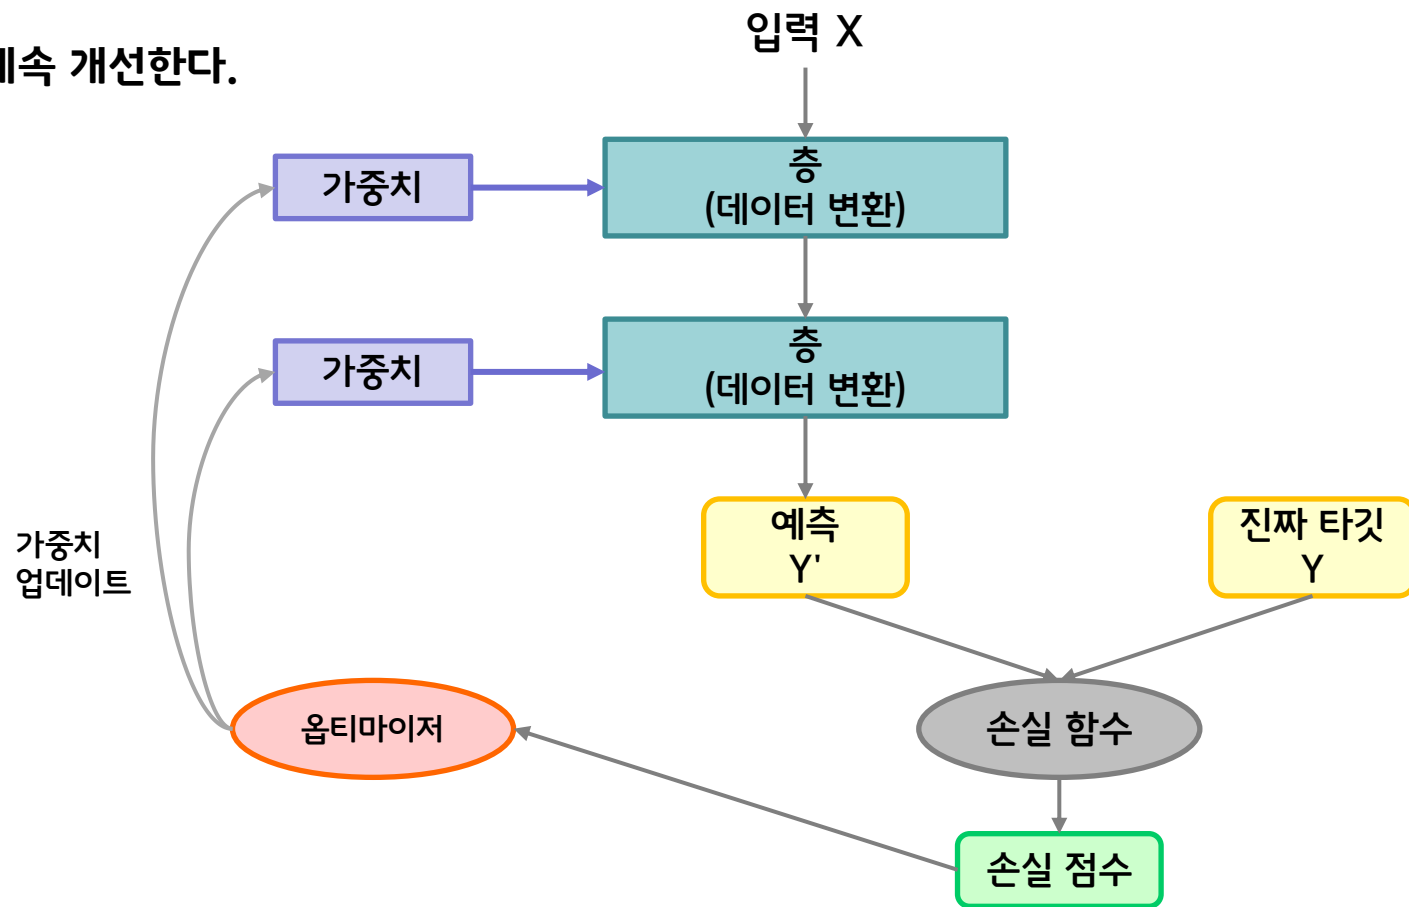 입력 X
계속 개선한다.
가중치
층
(데이터 변환)
가중치
층
(데이터 변환)
예측
Y'
진짜 타깃
Y
가중치
업데이트
옵티마이저
손실 함수
손실 점수